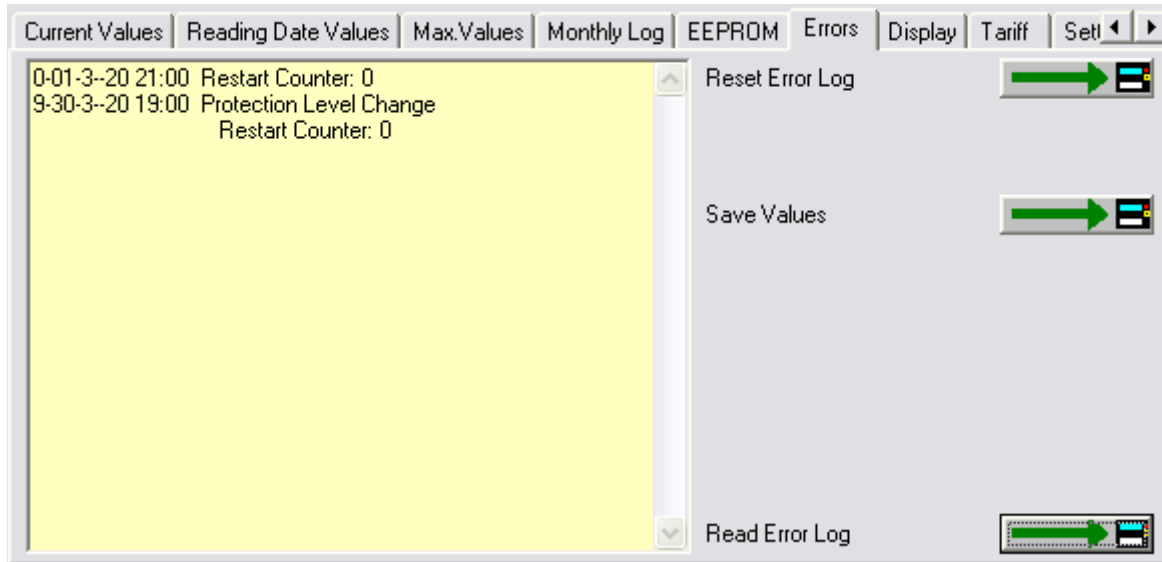 Current Values Reading Date Values Max.Values Monthly Log EEPROM Errors Display Tariff Sett
0-01-3--20 21:00 Restart Counter: 0
9-30-3--20 19:00 Protection Level Change
Restart Counter: 0
Reset Error Log
Save Values
Read Error Log